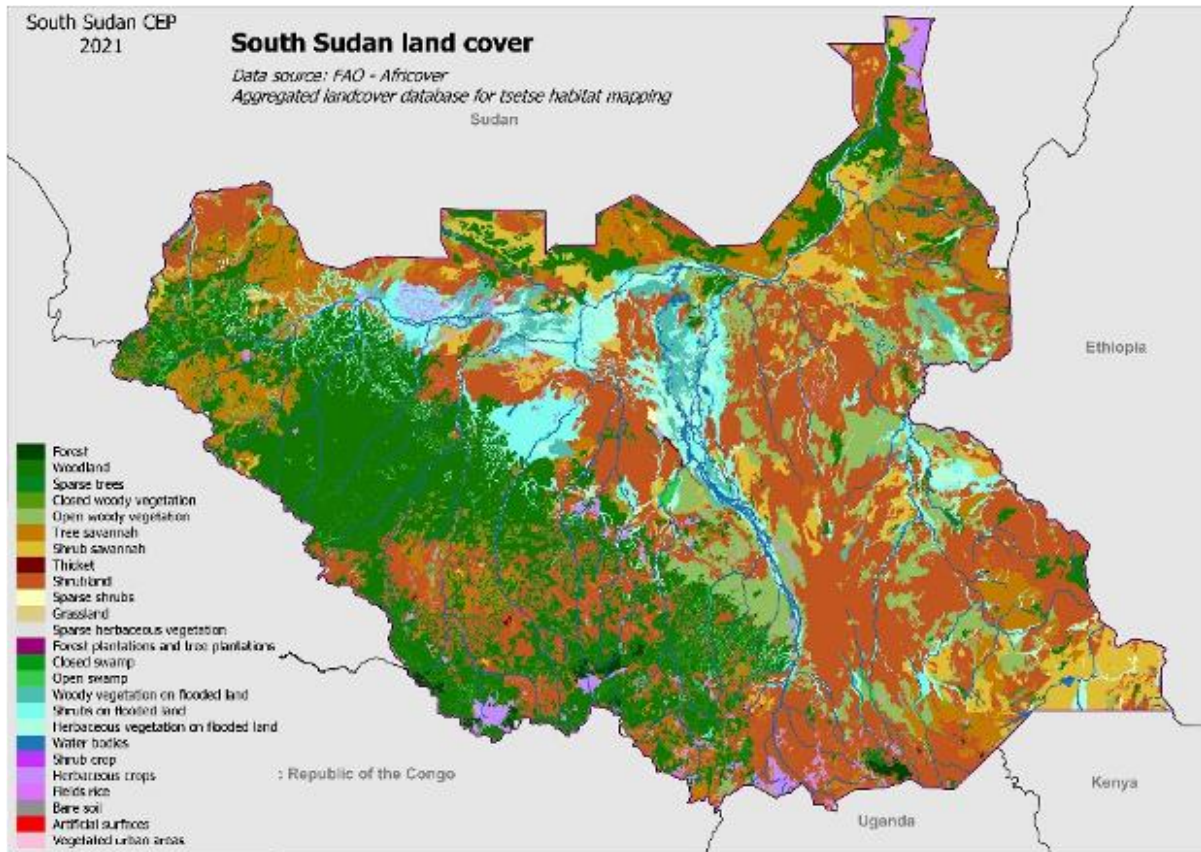 South Sudan CEP
2021
South Sudan land cover
Data source: FAO - Africover
Aggregated landcover database for tsetse habitat mapping
Sudan
Ethiopia
Forest
Woodland
Sparse trees
Closed woody vegetation
Open woody vegetation
Tree savannah
Shrub savannah
Thicket
Shrubland
Sparse shrubs
Grassland
Sparse herbaceous vegetation
Forest plantations and tree plantations
Closed swamp
Open swamp
Woody vegetation on flooded land
Shrubs on flooded land
Herbaceous vegetation on flooded land
Water bodies
Shrub crop
Herbaceous crops
Fields rice
Bare soil
Artificial surfaces
Vegetated urban areas
: Republic of the Congo
Kenya
Uganda